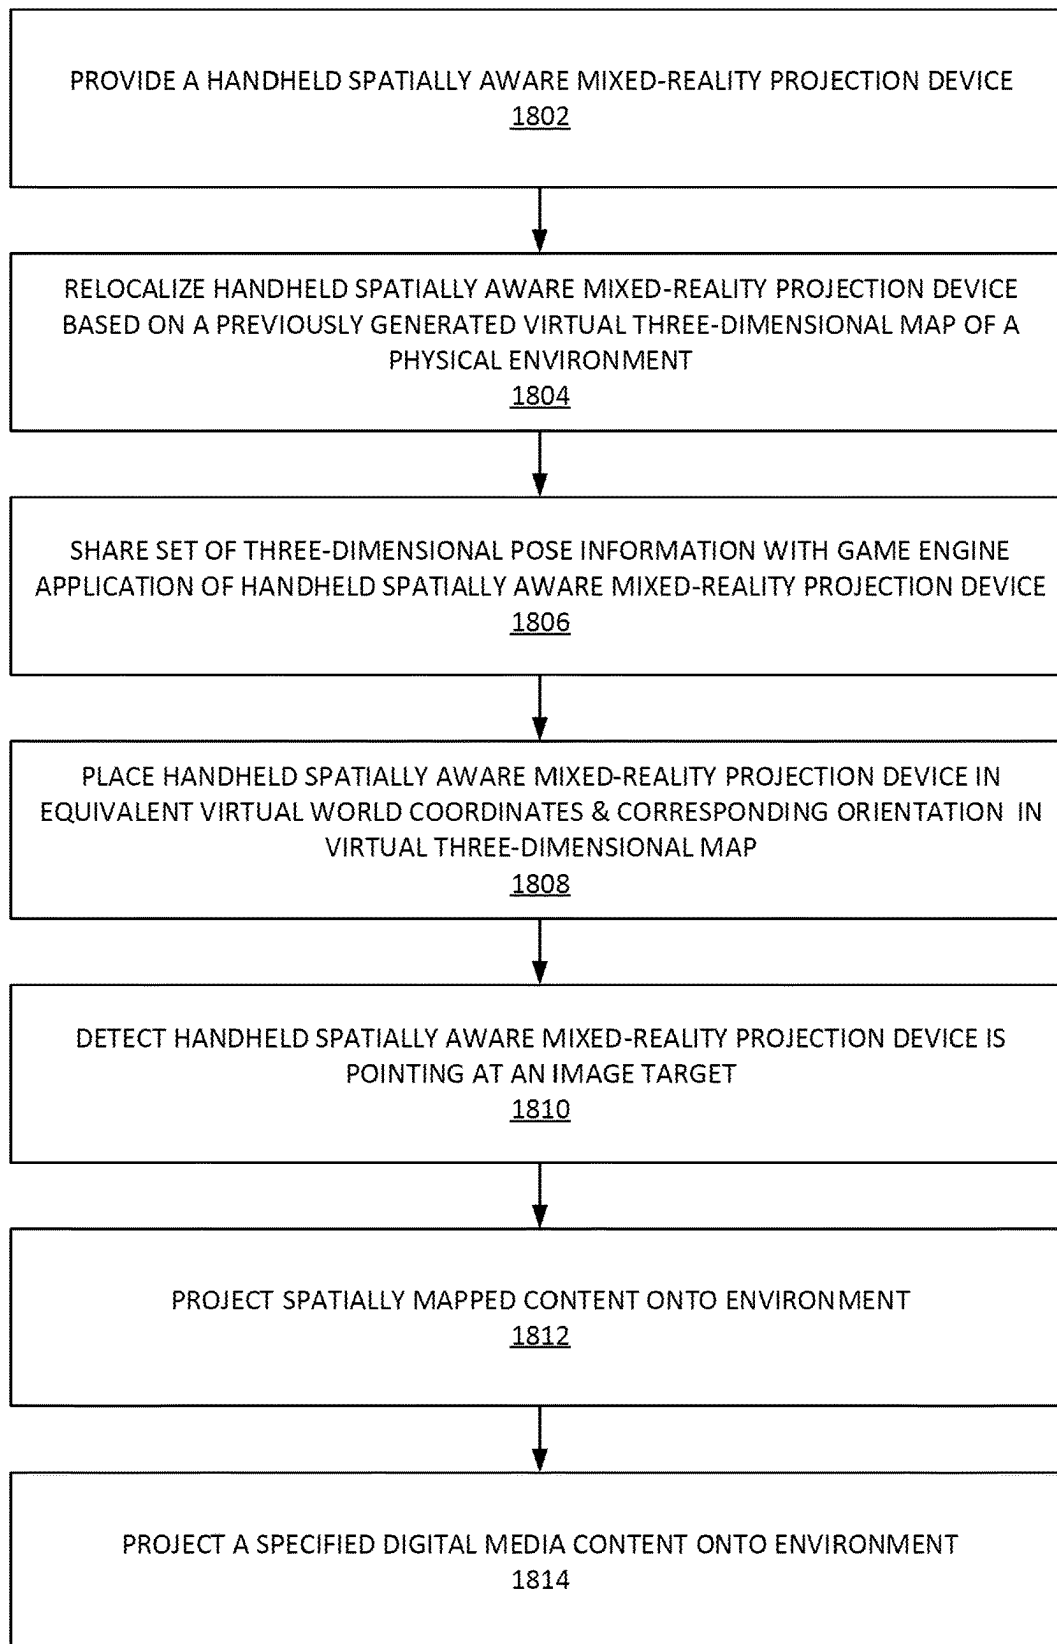 PROVIDE A HANDHELD SPATIALLY AWARE MIXED-REALITY PROJECTION DEVICE
1802
RELOCALIZE HANDHELD SPATIALLY AWARE MIXED-REALITY PROJECTION DEVICE
BASED ON A PREVIOUSLY GENERATED VIRTUAL THREE-DIMENSIONAL MAP OF A
PHYSICAL ENVIRONMENT
1804
SHARE SET OF THREE-DIMENSIONAL POSE INFORMATION WITH GAME ENGINE
APPLICATION OF HANDHELD SPATIALLY AWARE MIXED-REALITY PROJECTION DEVICE
1806
PLACE HANDHELD SPATIALLY AWARE MIXED-REALITY PROJECTION DEVICE IN
EQUIVALENT VIRTUAL WORLD COORDINATES & CORRESPONDING ORIENTATION IN
VIRTUAL THREE-DIMENSIONAL MAP
1808
DETECT HANDHELD SPATIALLY AWARE MIXED-REALITY PROJECTION DEVICE IS
POINTING AT AN IMAGE TARGET
1810
PROJECT SPATIALLY MAPPED CONTENT ONTO ENVIRONMENT
1812
PROJECT A SPECIFIED DIGITAL MEDIA CONTENT ONTO ENVIRONMENT
1814